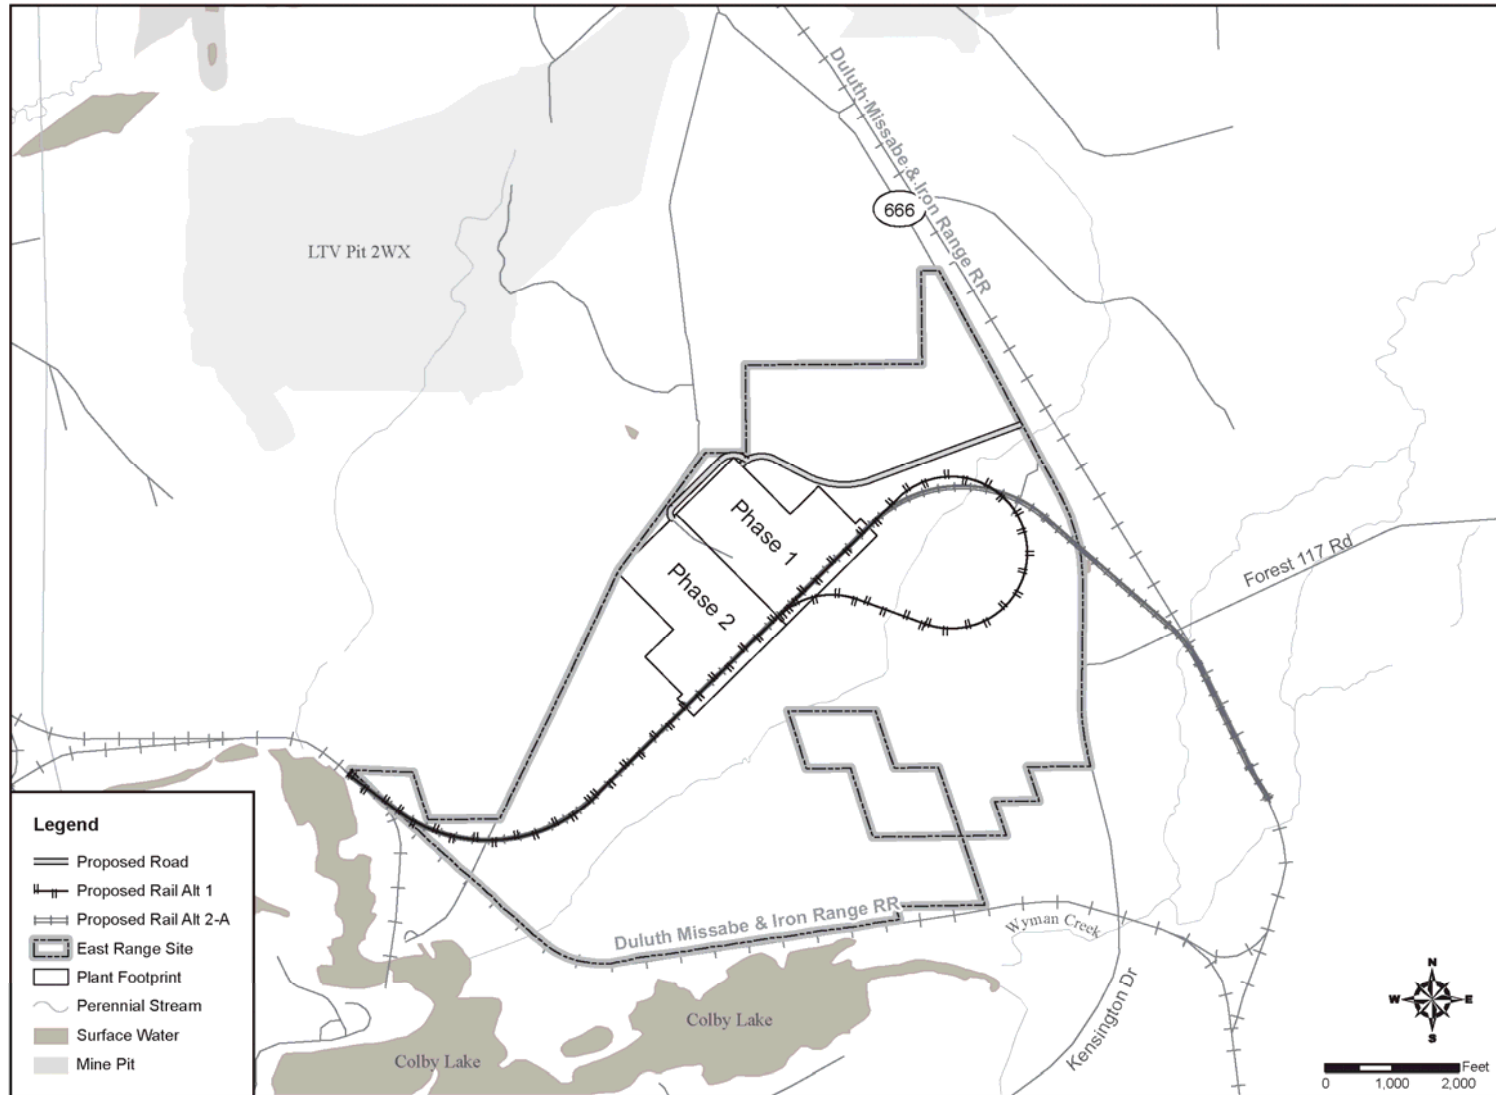 Duluth Missabe & Iron Range RR
666
LTV Pit 2WX
Phase 1
Phase 2
Forest 117 Rd
Duluth Missabe & Iron Range RR
Wyman Creek
Kensington Dr
Colby Lake
Colby Lake
Legend
Proposed Road
Proposed Rail Alt 1
Proposed Rail Alt 2-A
East Range Site
Plant Footprint
Perennial Stream
Surface Water
Mine Pit
N
W E
S
Feet
0 1,000 2,000